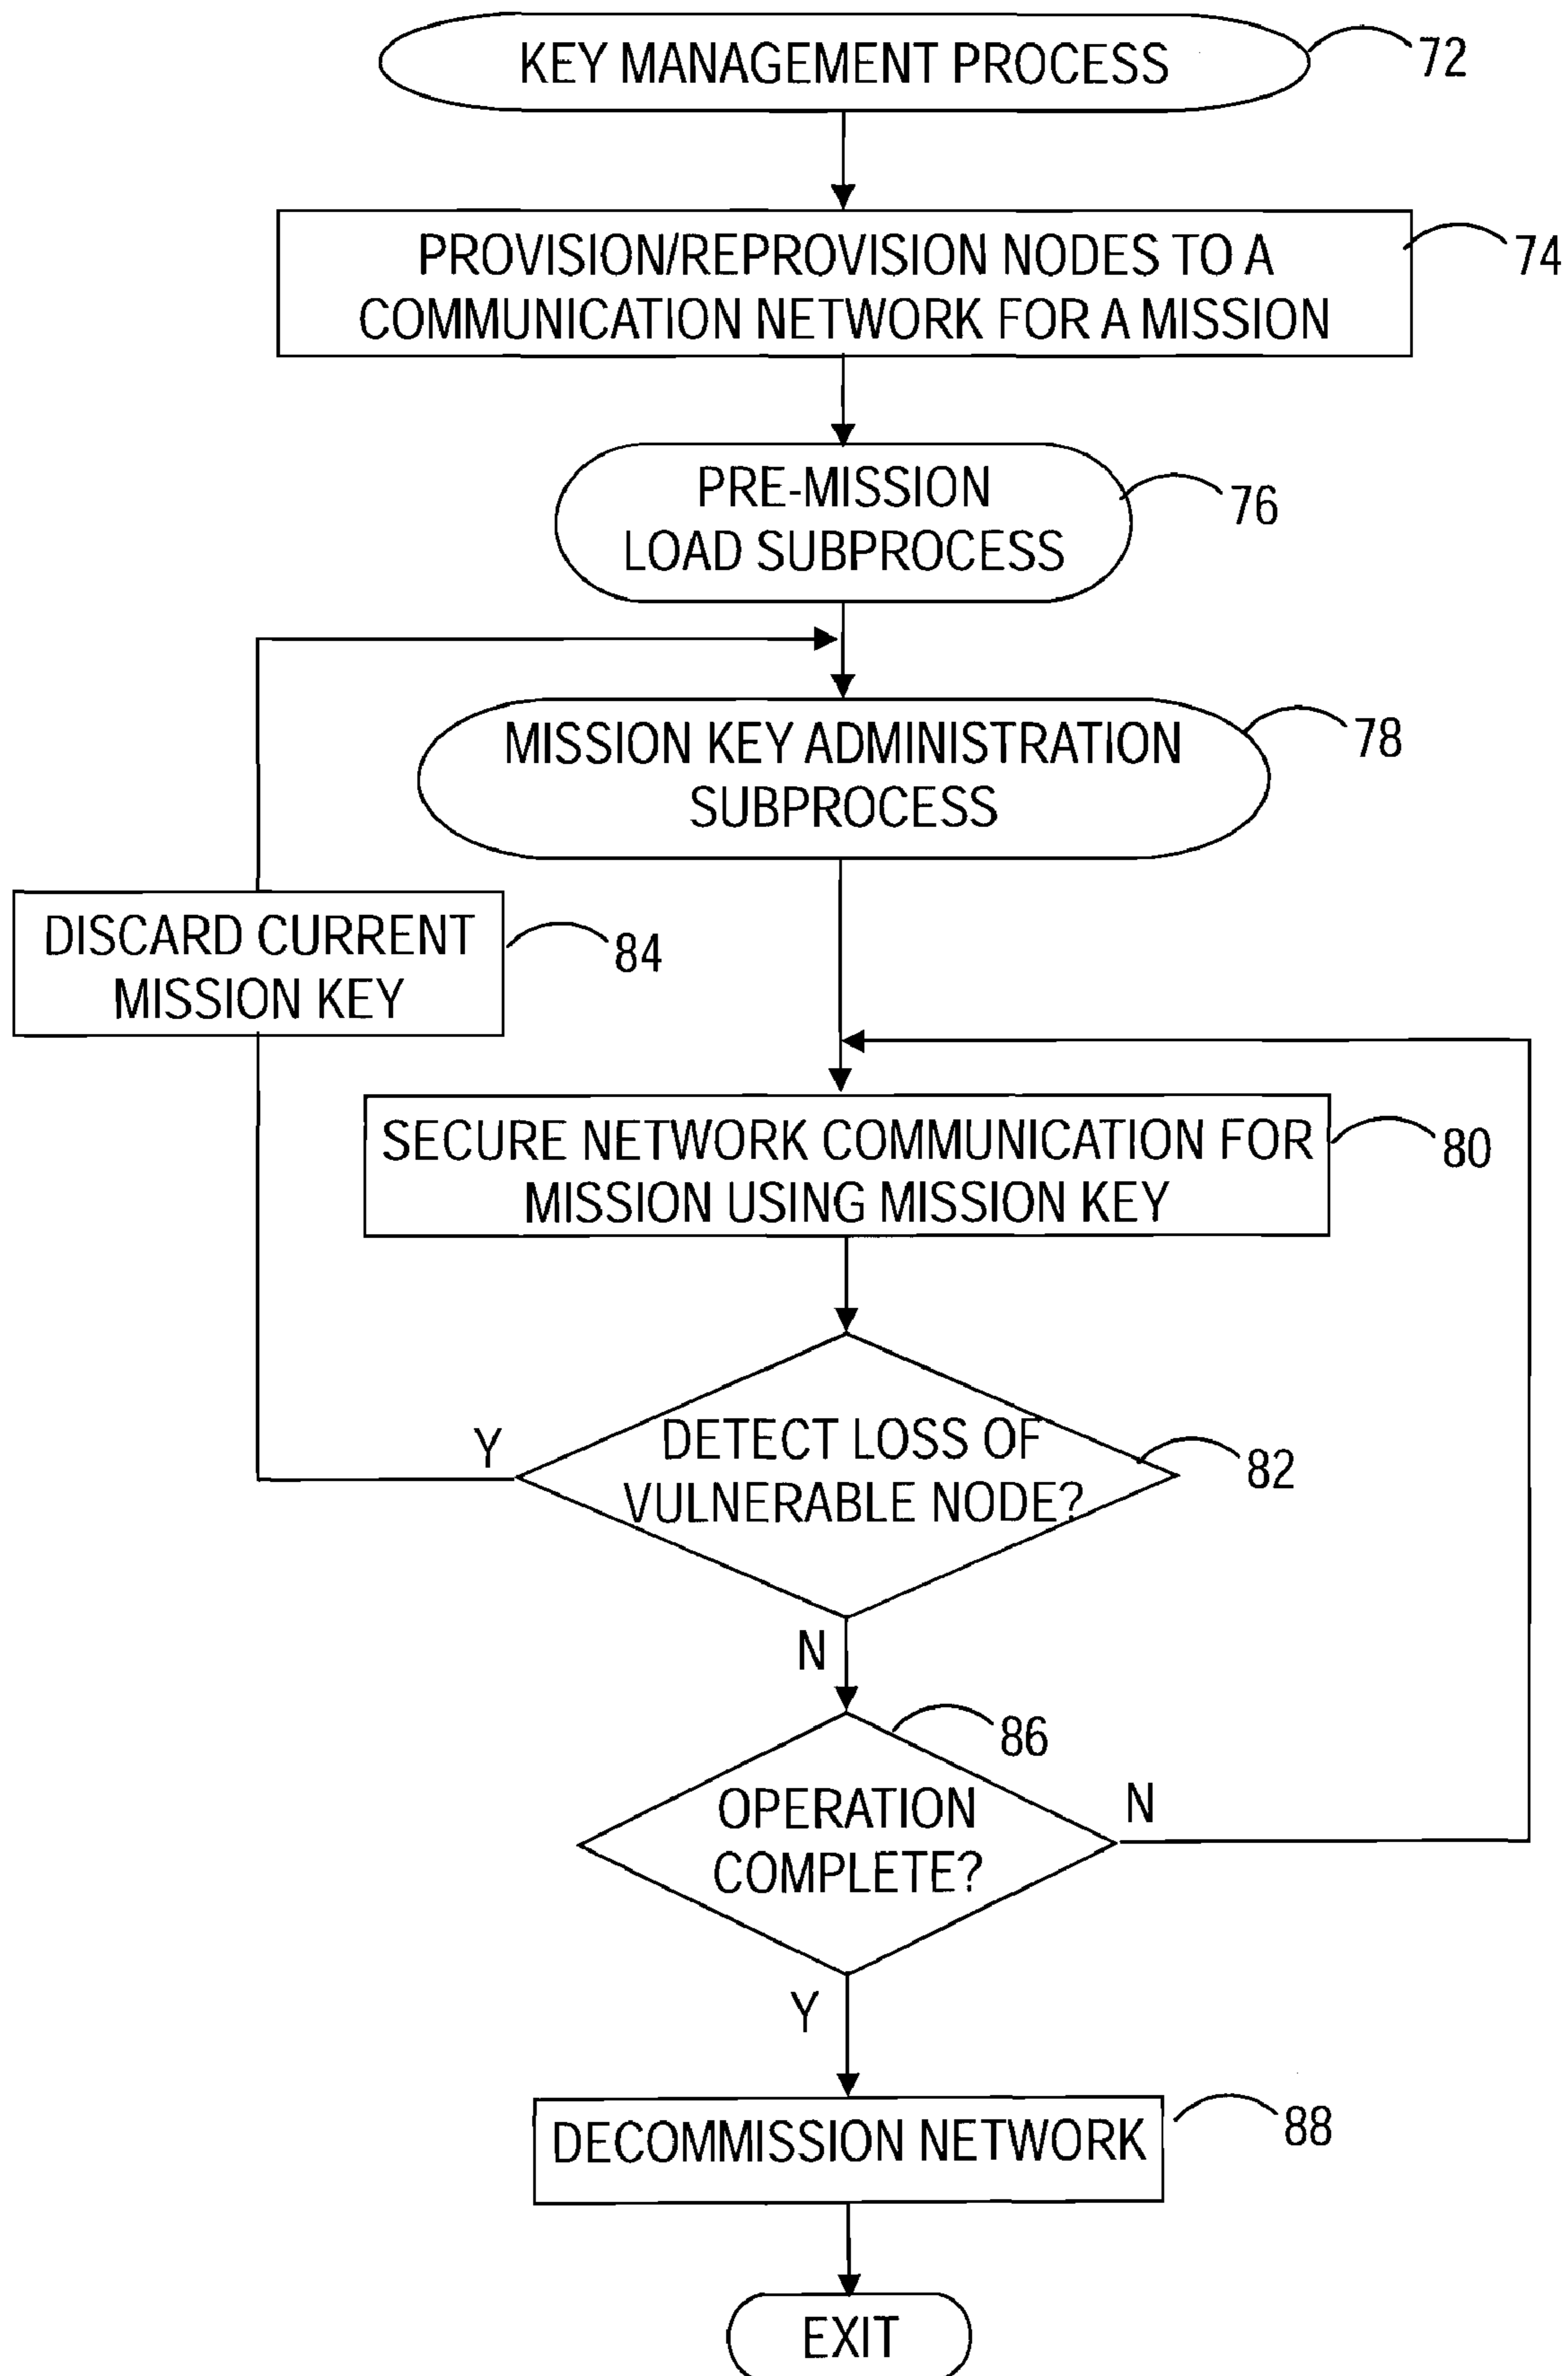 KEY MANAGEMENT PROCESS
72
PROVISION/REPROVISION NODES TO A
COMMUNICATION NETWORK FOR A MISSION
74
PRE-MISSION
LOAD SUBPROCESS
76
MISSION KEY ADMINISTRATION
SUBPROCESS
78
DISCARD CURRENT
MISSION KEY
84
SECURE NETWORK COMMUNICATION FOR
MISSION USING MISSION KEY
80
Y
DETECT LOSS OF
VULNERABLE NODE?
82
N
86
OPERATION
COMPLETE?
N
Y
DECOMMISSION NETWORK
88
EXIT